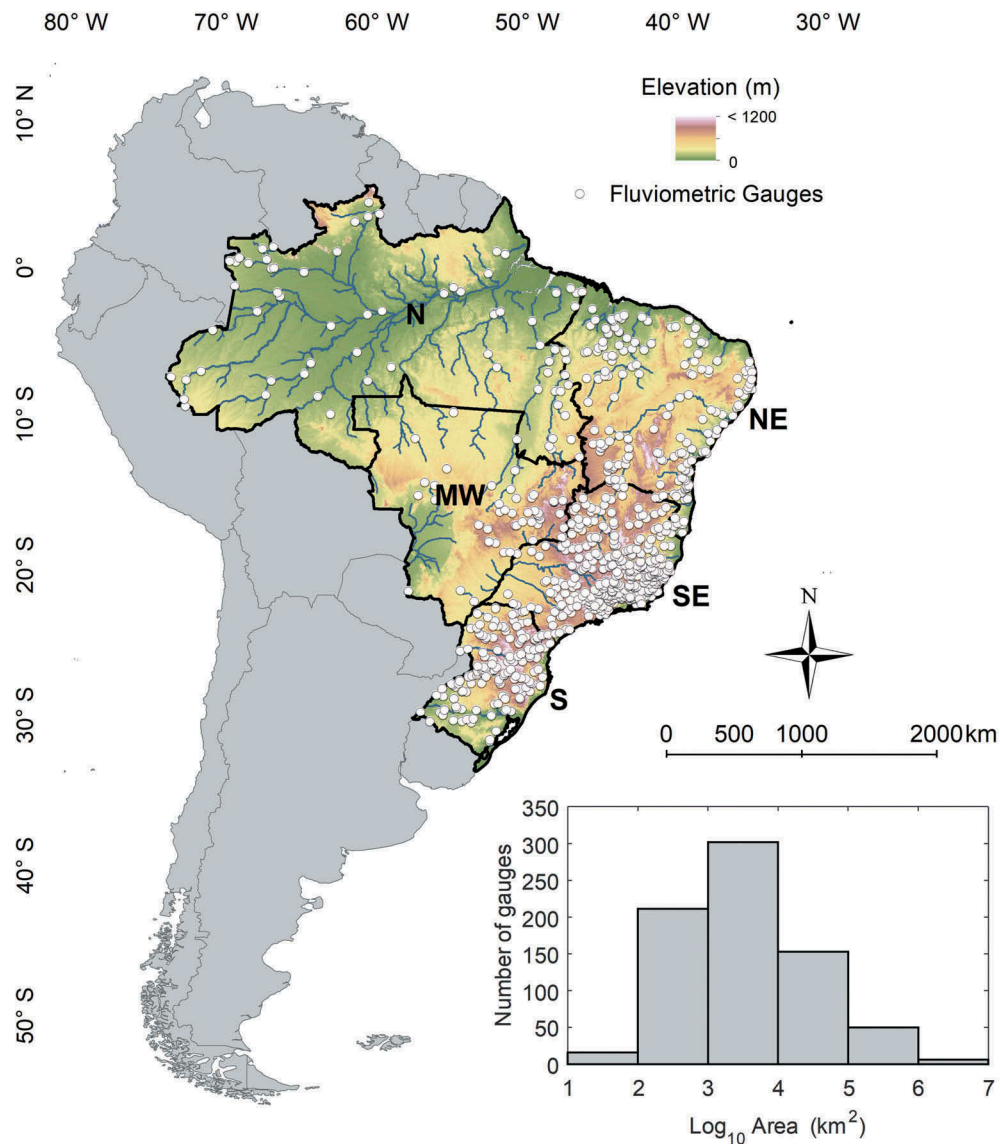 80° W 70° W 60° W 50° W 40° W 30° W
10° N
0°
10° S
20° S
30° S
40° S
50° S
Elevation (m)
< 1200
0
Fluviometric Gauges
N
NE
MW
SE
S
N
0 500 1000 2000 km
350
300
250
200
150
100
50
0
Number of gauges
1 2 3 4 5 6 7
Log10 Area (km2)